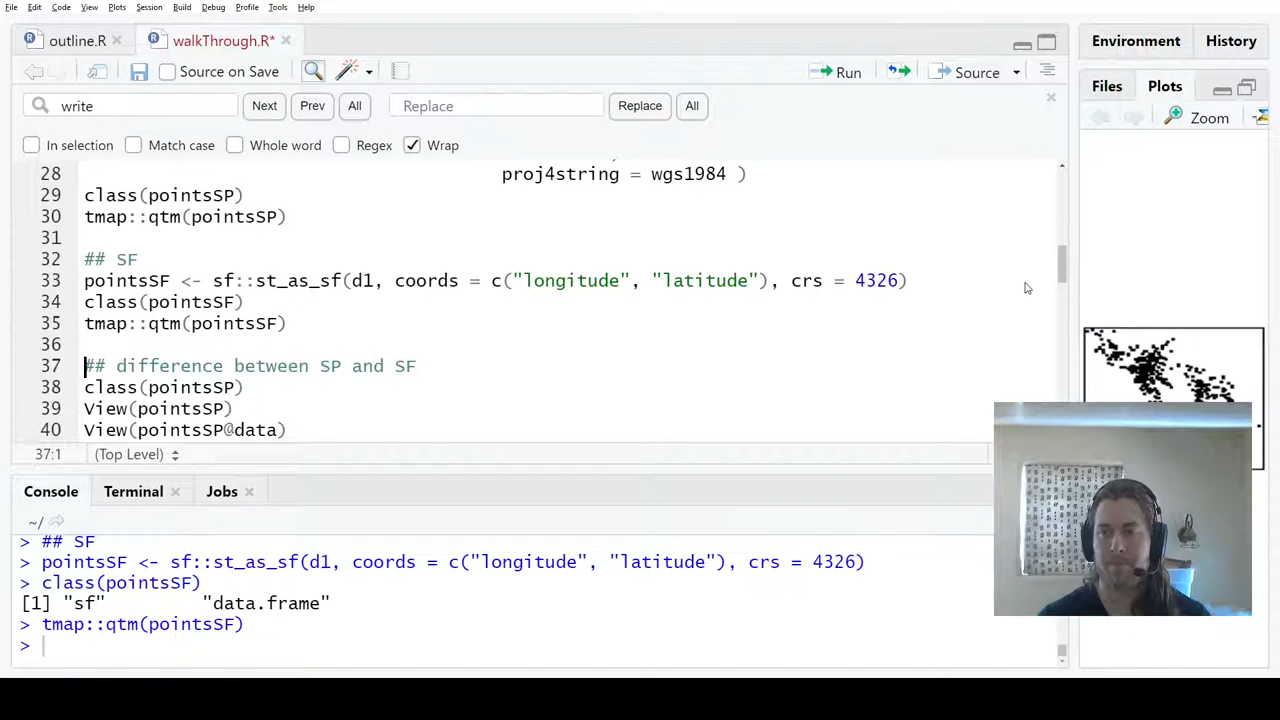 File Edit Code View Plots Session Build Debug Profile Tools Help
outline.R walkThrough.R* Environment History
Source on Save Run Source Files Plots
write Next Prev All Replace Replace All Zoom
In selection Match case Whole word Regex Wrap
28 proj4string = wgs1984 )
29 class(pointsSP)
30 tmap::qtm(pointsSP)
31
32 ## SF
33 pointsSF <- sf::st_as_sf(d1, coords = c("longitude", "latitude"), crs = 4326)
34 class(pointsSF)
35 tmap::qtm(pointsSF)
36
37 ## difference between SP and SF
38 class(pointsSP)
39 View(pointsSP)
40 View(pointsSP@data)
37:1 (Top Level)
Console Terminal Jobs
~/
> ## SF
> pointsSF <- sf::st_as_sf(d1, coords = c("longitude", "latitude"), crs = 4326)
> class(pointsSF)
[1] "sf" "data.frame"
> tmap::qtm(pointsSF)
>